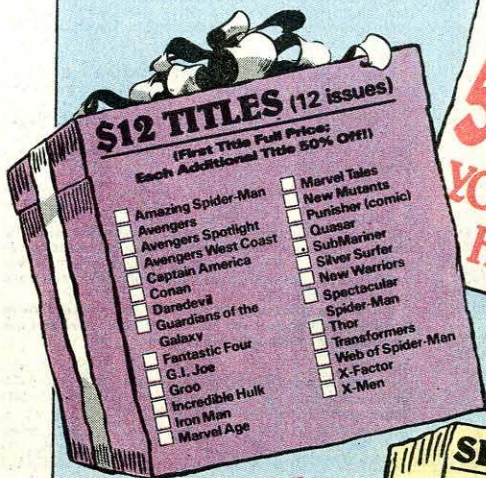 $12 TITLES (12 issues)
(First Title Full Price;
Each Additional Title 50% Off!)
Amazing Spider-Man
Avengers
Avengers Spotlight
Avengers West Coast
Captain America
Conan
Daredevil
Guardians of the
Galaxy
Fantastic Four
G.I. Joe
Groo
Incredible Hulk
Iron Man
Marvel Age
Marvel Tales
New Mutants
Punisher (comic)
Quasar
SubMariner
Silver Surfer
New Warriors
Spectacular
Spider-Man
Thor
Transformers
Web of Spider-Man
X-Factor
X-Men
5
YO